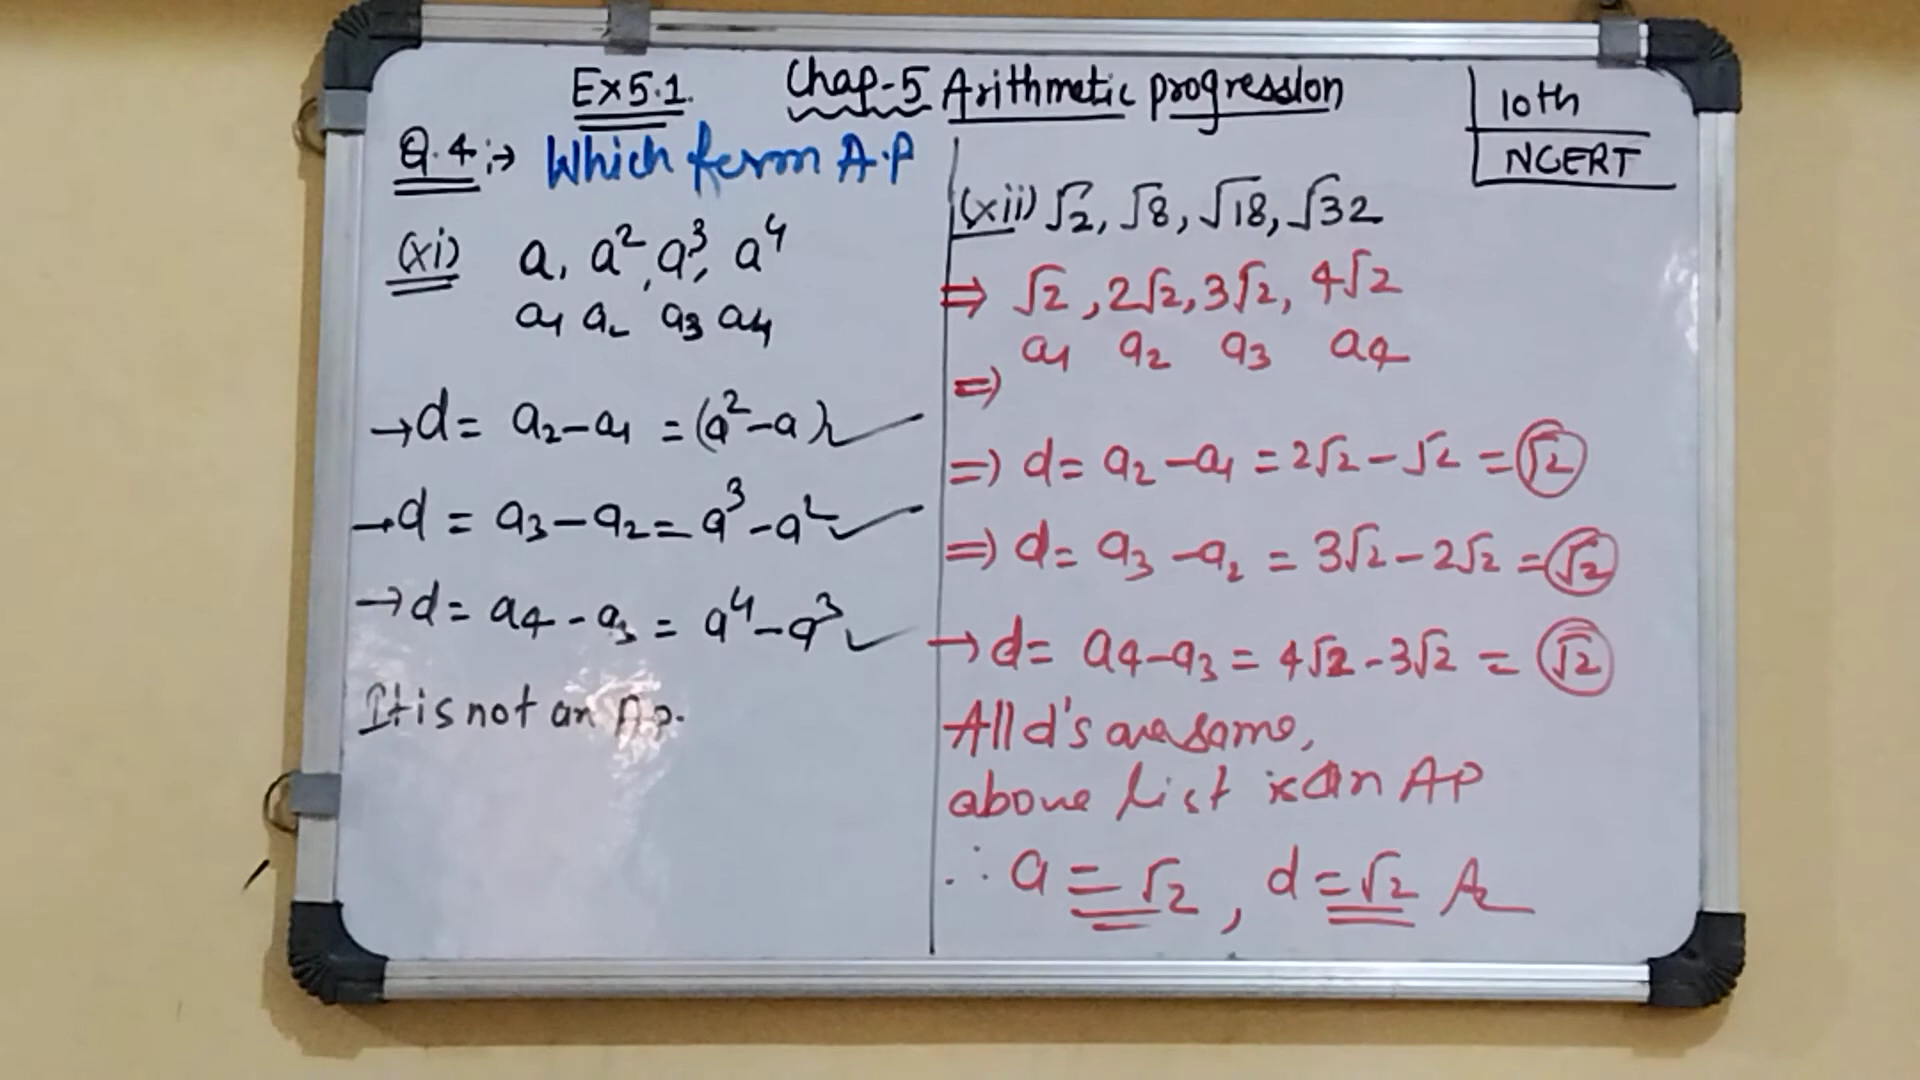 Ex 5.1. Chap-5 Arithmetic progression
10th
NCERT
Q.4:→ Which form A.P
(xi) a, a², a³, a⁴
a₁ a₂ a₃ a₄
→ d = a₂ - a₁ = (a² - a)
→ d = a₃ - a₂ = a³ - a²
→ d = a₄ - a₃ = a⁴ - a³
It is not an A.P.
(xii) √2, √8, √18, √32
⇒ √2, 2√2, 3√2, 4√2
a₁ a₂ a₃ a₄
⇒
⇒ d = a₂ - a₁ = 2√2 - √2 = √2
⇒ d = a₃ - a₂ = 3√2 - 2√2 = √2
→ d = a₄ - a₃ = 4√2 - 3√2 = √2
All d's are same,
above list is an AP
∴ a = √2, d = √2